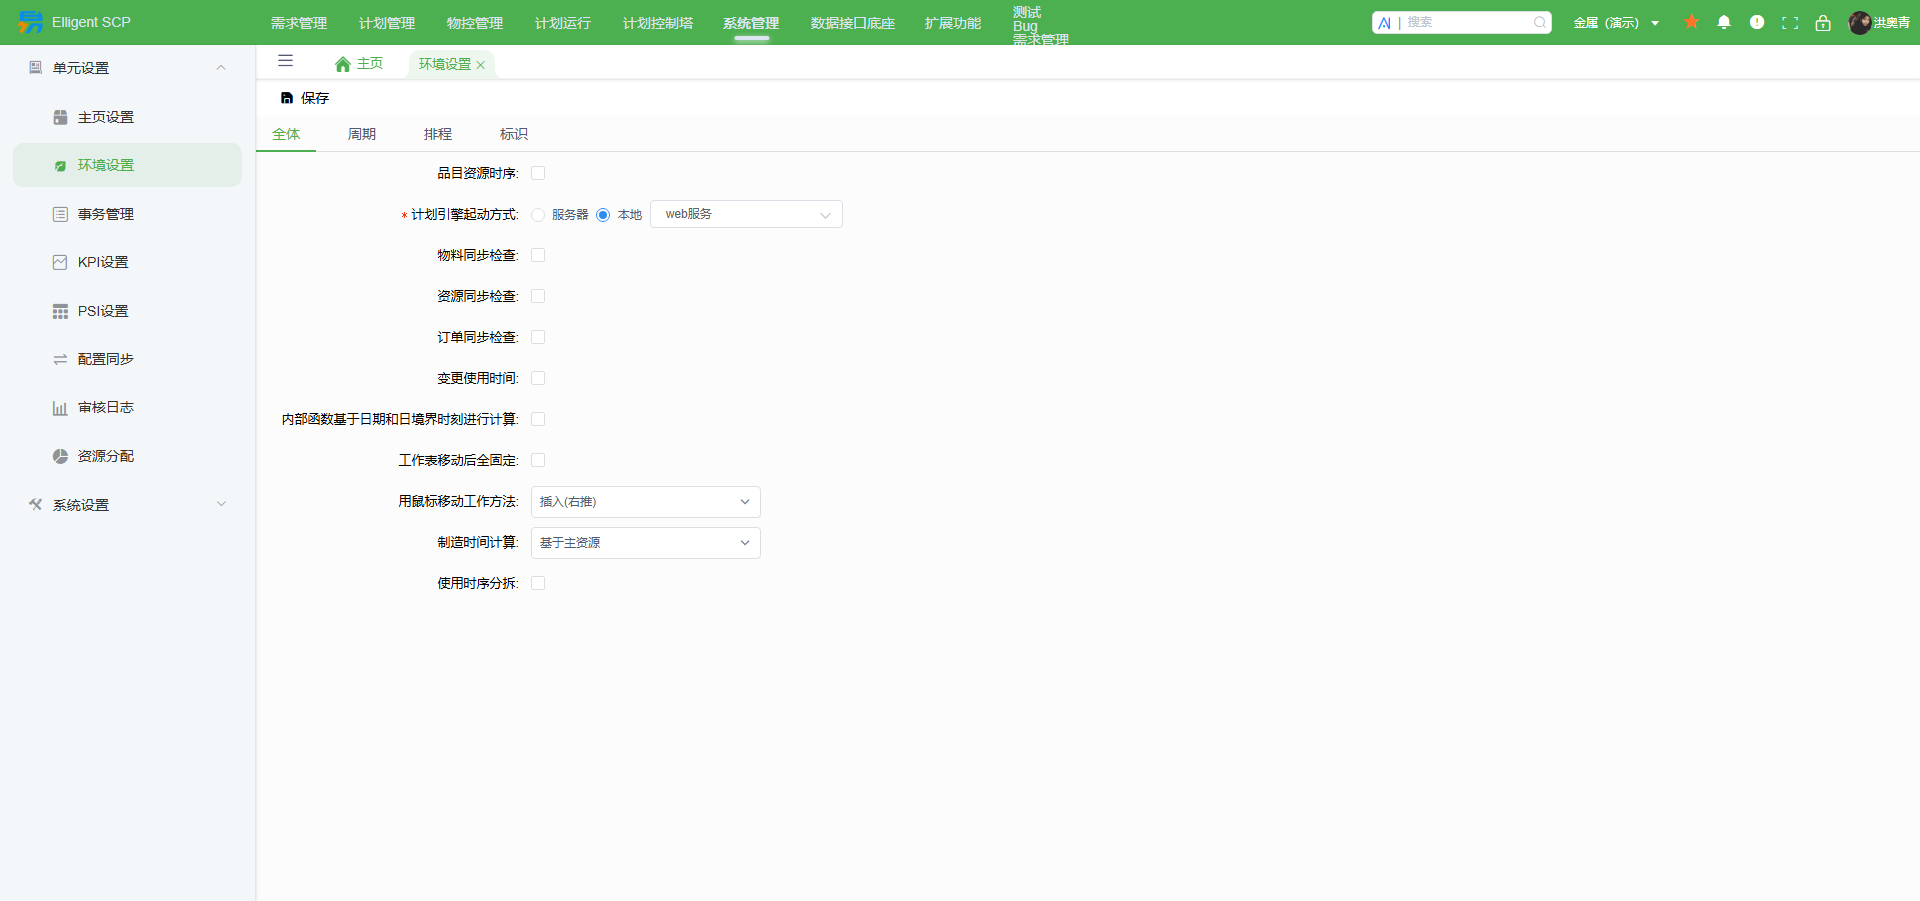 Elligent SCP
需求管理
计划管理
物控管理
计划运行
计划控制塔
系统管理
数据接口底座
扩展功能
测试
Bug
需求管理
搜索
金属（演示）
洪奥青
单元设置
主页设置
环境设置
事务管理
KPI设置
PSI设置
配置同步
审核日志
资源分配
系统设置
主页
环境设置
保存
全体
周期
排程
标识
品目资源时序:
* 计划引擎起动方式: 服务器 本地 web服务
物料同步检查:
资源同步检查:
订单同步检查:
变更使用时间:
内部函数基于日期和日境界时刻进行计算:
工作表移动后全固定:
用鼠标移动工作方法: 插入(右推)
制造时间计算: 基于主资源
使用时序分拆: